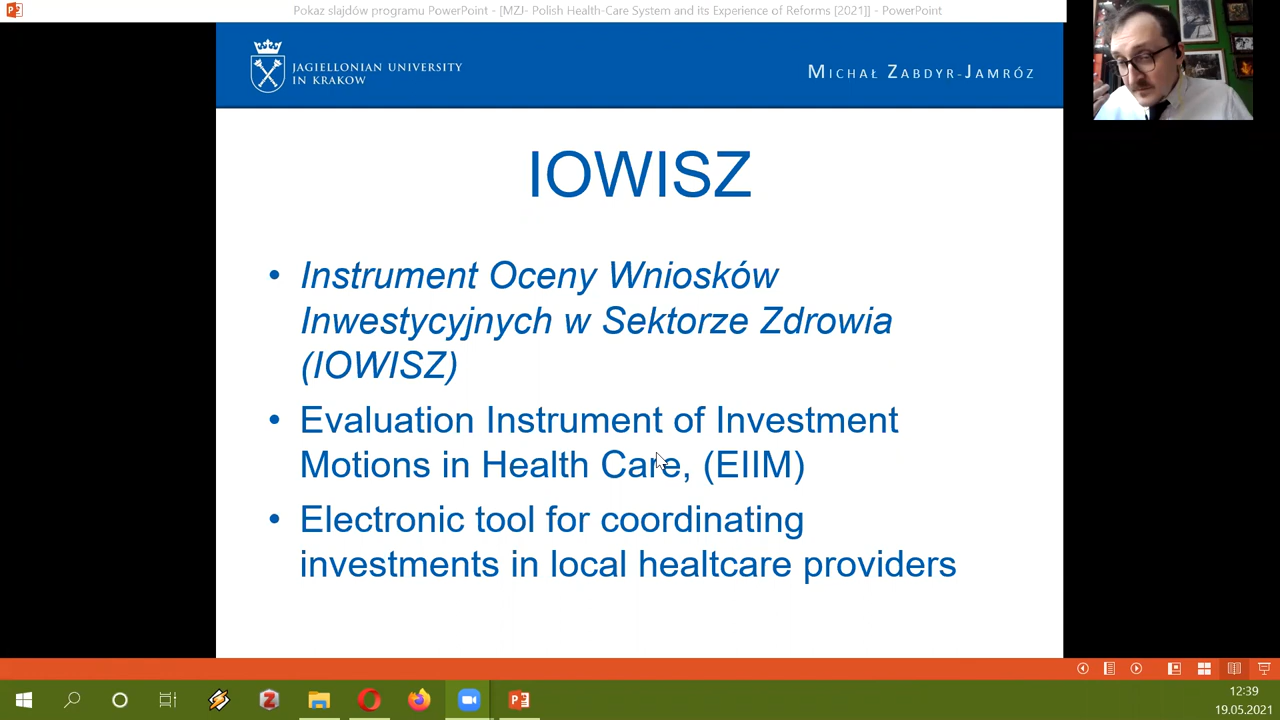 Pokaz slajdów programu PowerPoint - [MZJ- Polish Health-Care System and its Experience of Reforms [2021]] - PowerPoint
JAGIELLONIAN UNIVERSITY
IN KRAKOW
MICHAŁ ZABDYR-JAMRÓZ
IOWISZ
• Instrument Oceny Wniosków
Inwestycyjnych w Sektorze Zdrowia
(IOWISZ)
• Evaluation Instrument of Investment
Motions in Health Care, (EIIM)
• Electronic tool for coordinating
investments in local healtcare providers
12:39
19.05.2021